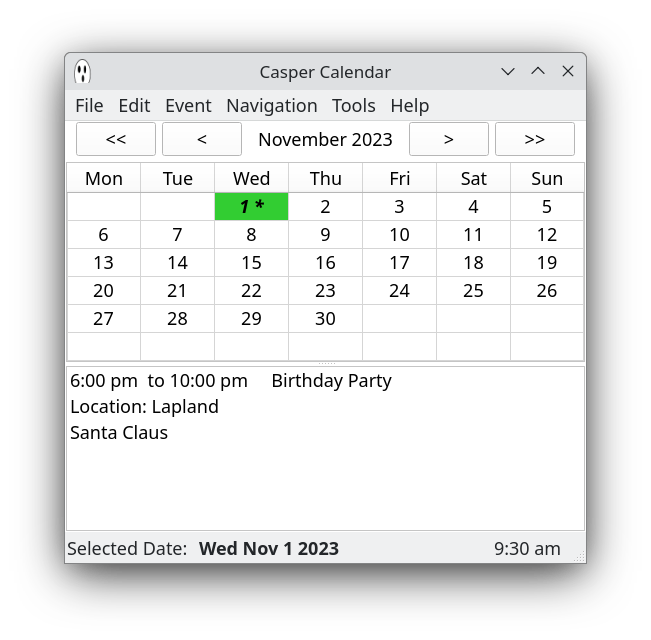 Casper Calendar
File Edit Event Navigation Tools Help
<< < November 2023 > >>
Mon Tue Wed Thu Fri Sat Sun
1 * 2 3 4 5
6 7 8 9 10 11 12
13 14 15 16 17 18 19
20 21 22 23 24 25 26
27 28 29 30
6:00 pm to 10:00 pm Birthday Party
Location: Lapland
Santa Claus
Selected Date: Wed Nov 1 2023 9:30 am